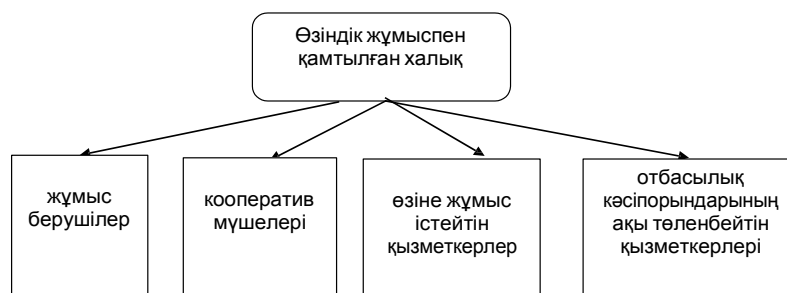 Өзіндік жұмыспен
қамтылған халық
жұмыс
берушілер
кооператив
мүшелері
өзіне жұмыс
істейтін
қызметкерлер
отбасылық
кәсіпорындарының
ақы төленбейтін
қызметкерлері